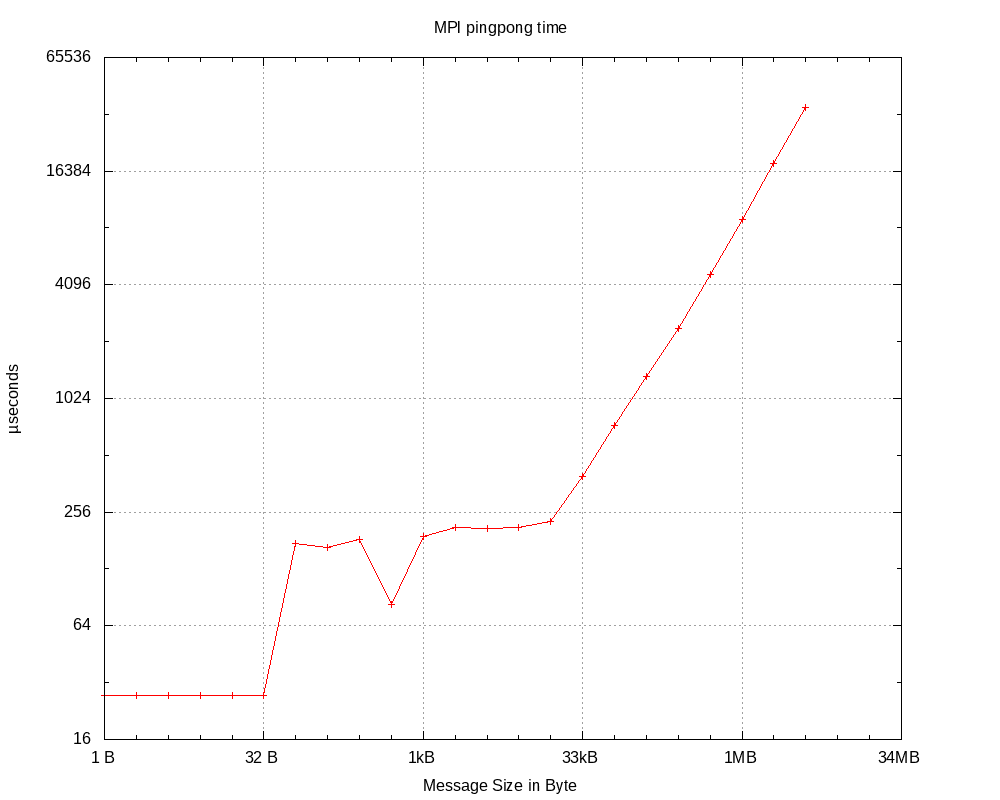 MPI pingpong time
65536
16384
4096
1024
256
64
16
µseconds
1 B 32 B 1kB 33kB 1MB 34MB
Message Size in Byte